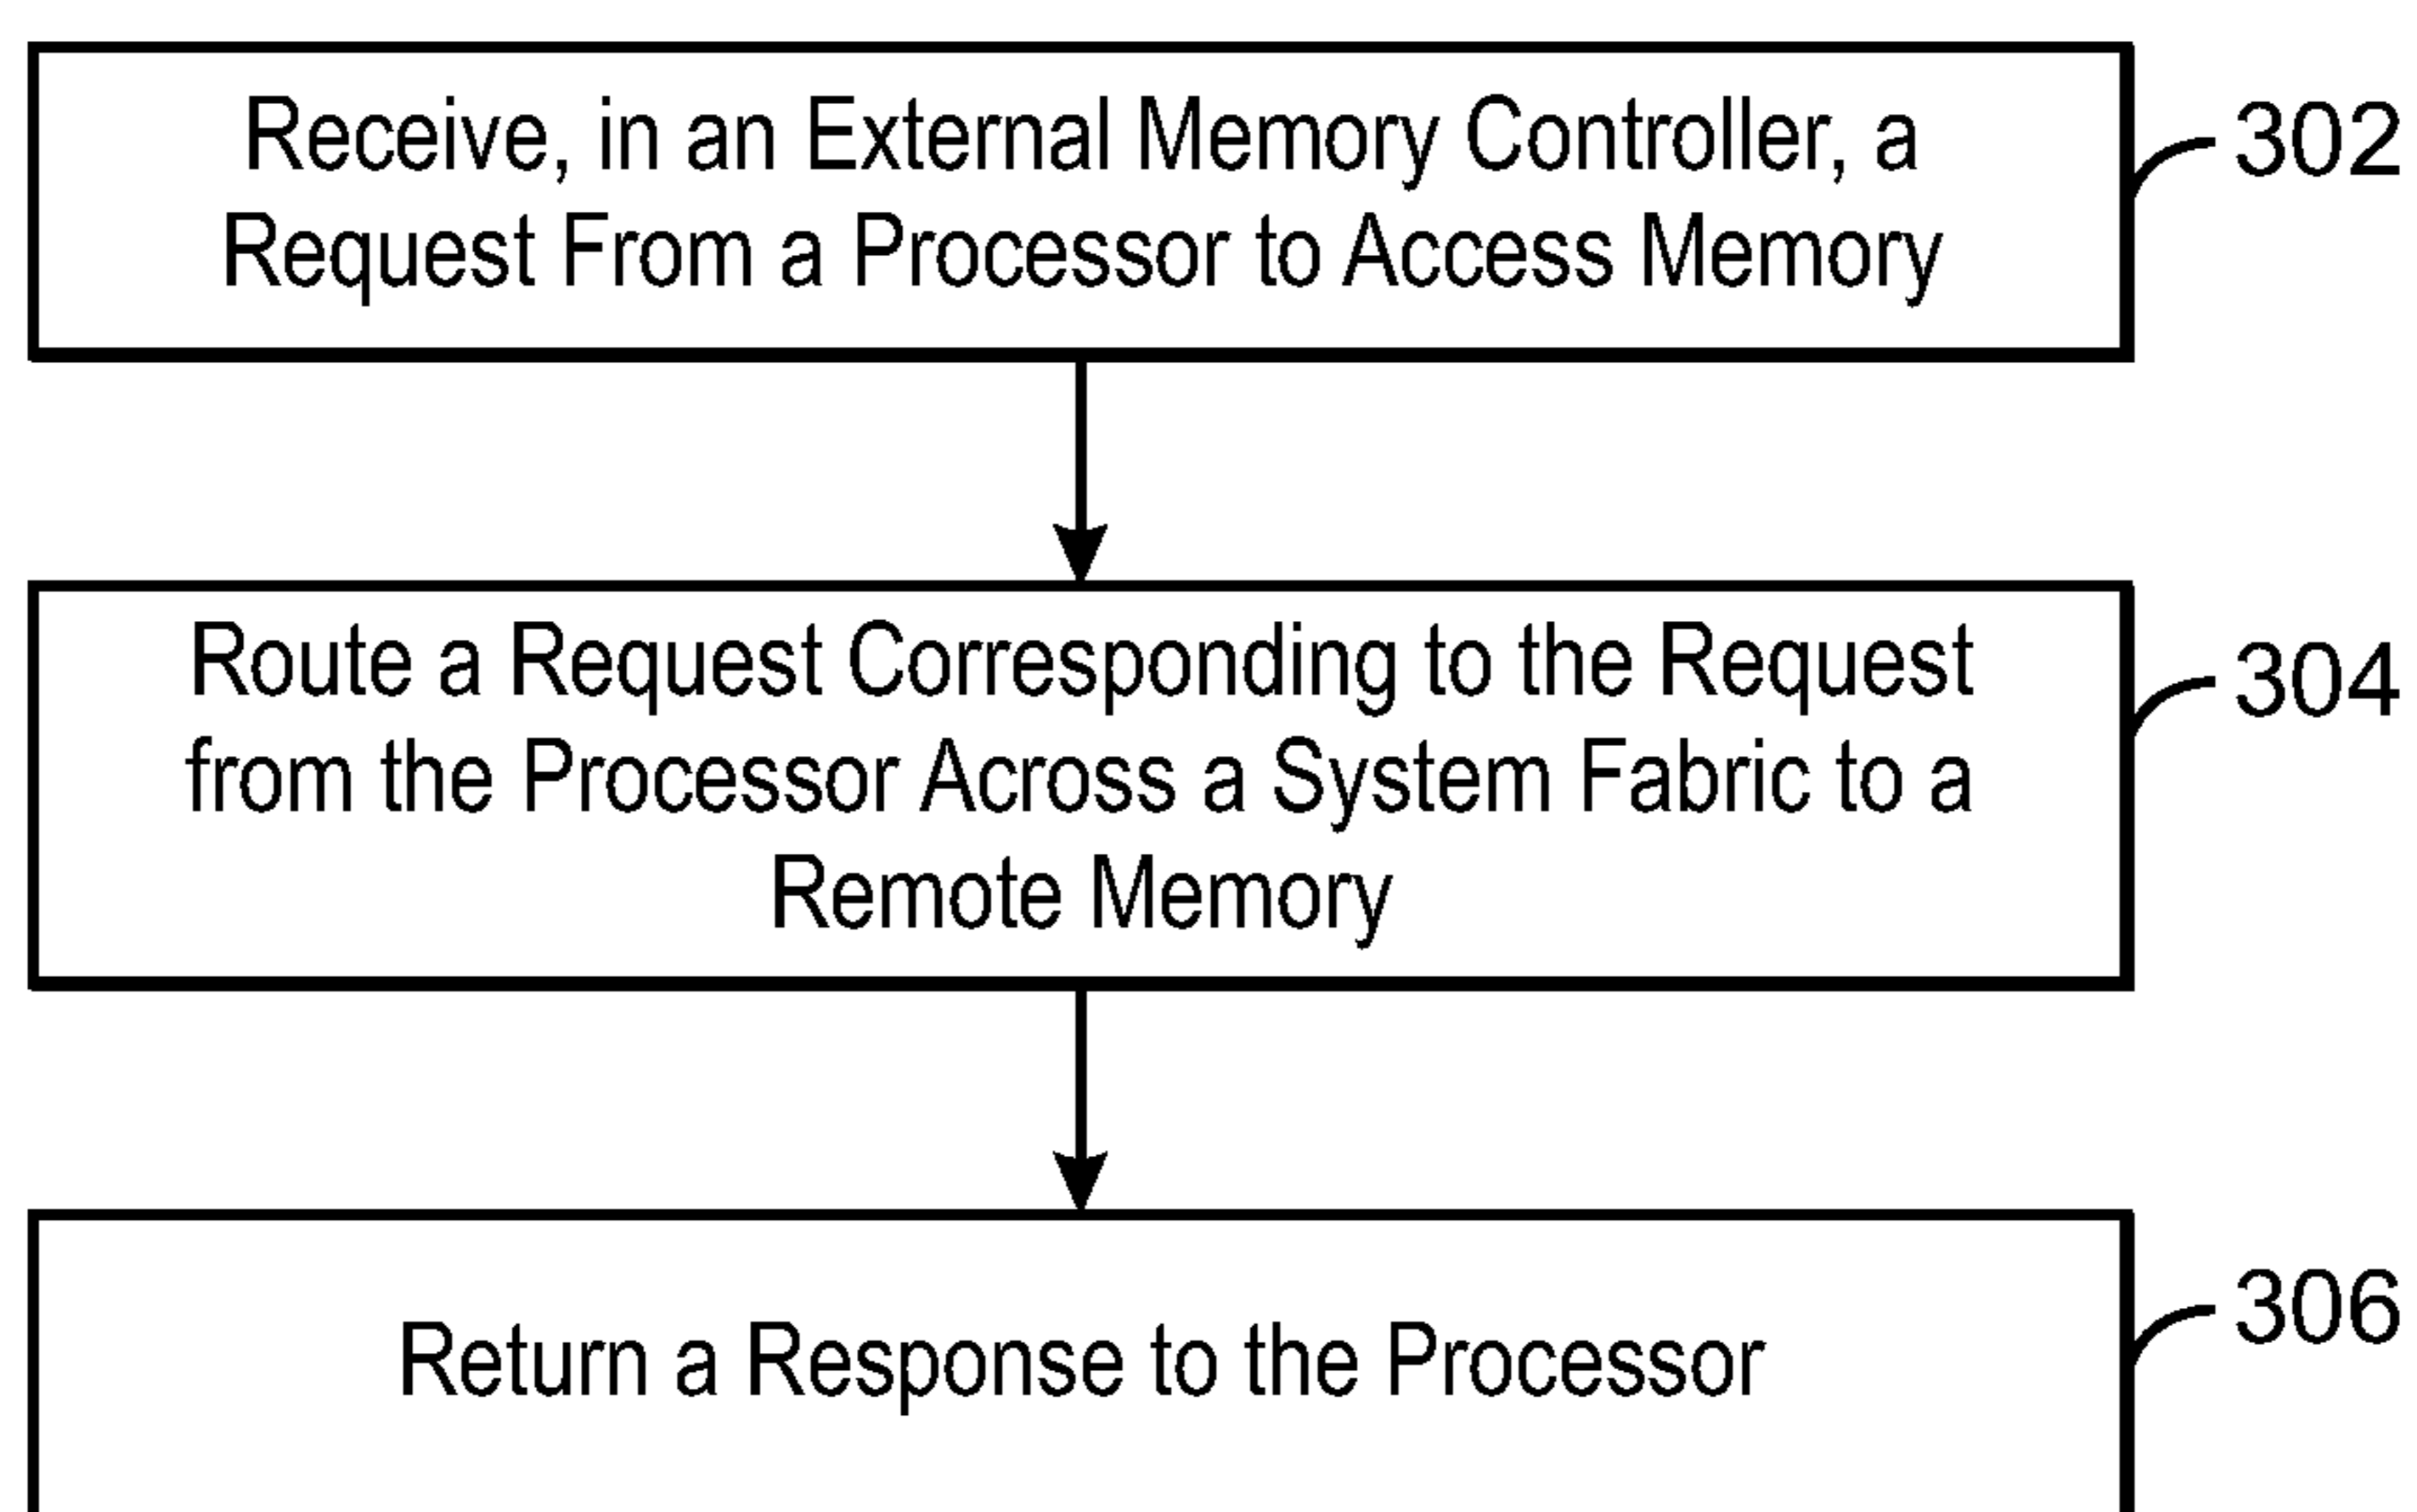 Receive, in an External Memory Controller, a
Request From a Processor to Access Memory
302
Route a Request Corresponding to the Request
from the Processor Across a System Fabric to a
Remote Memory
304
Return a Response to the Processor
306